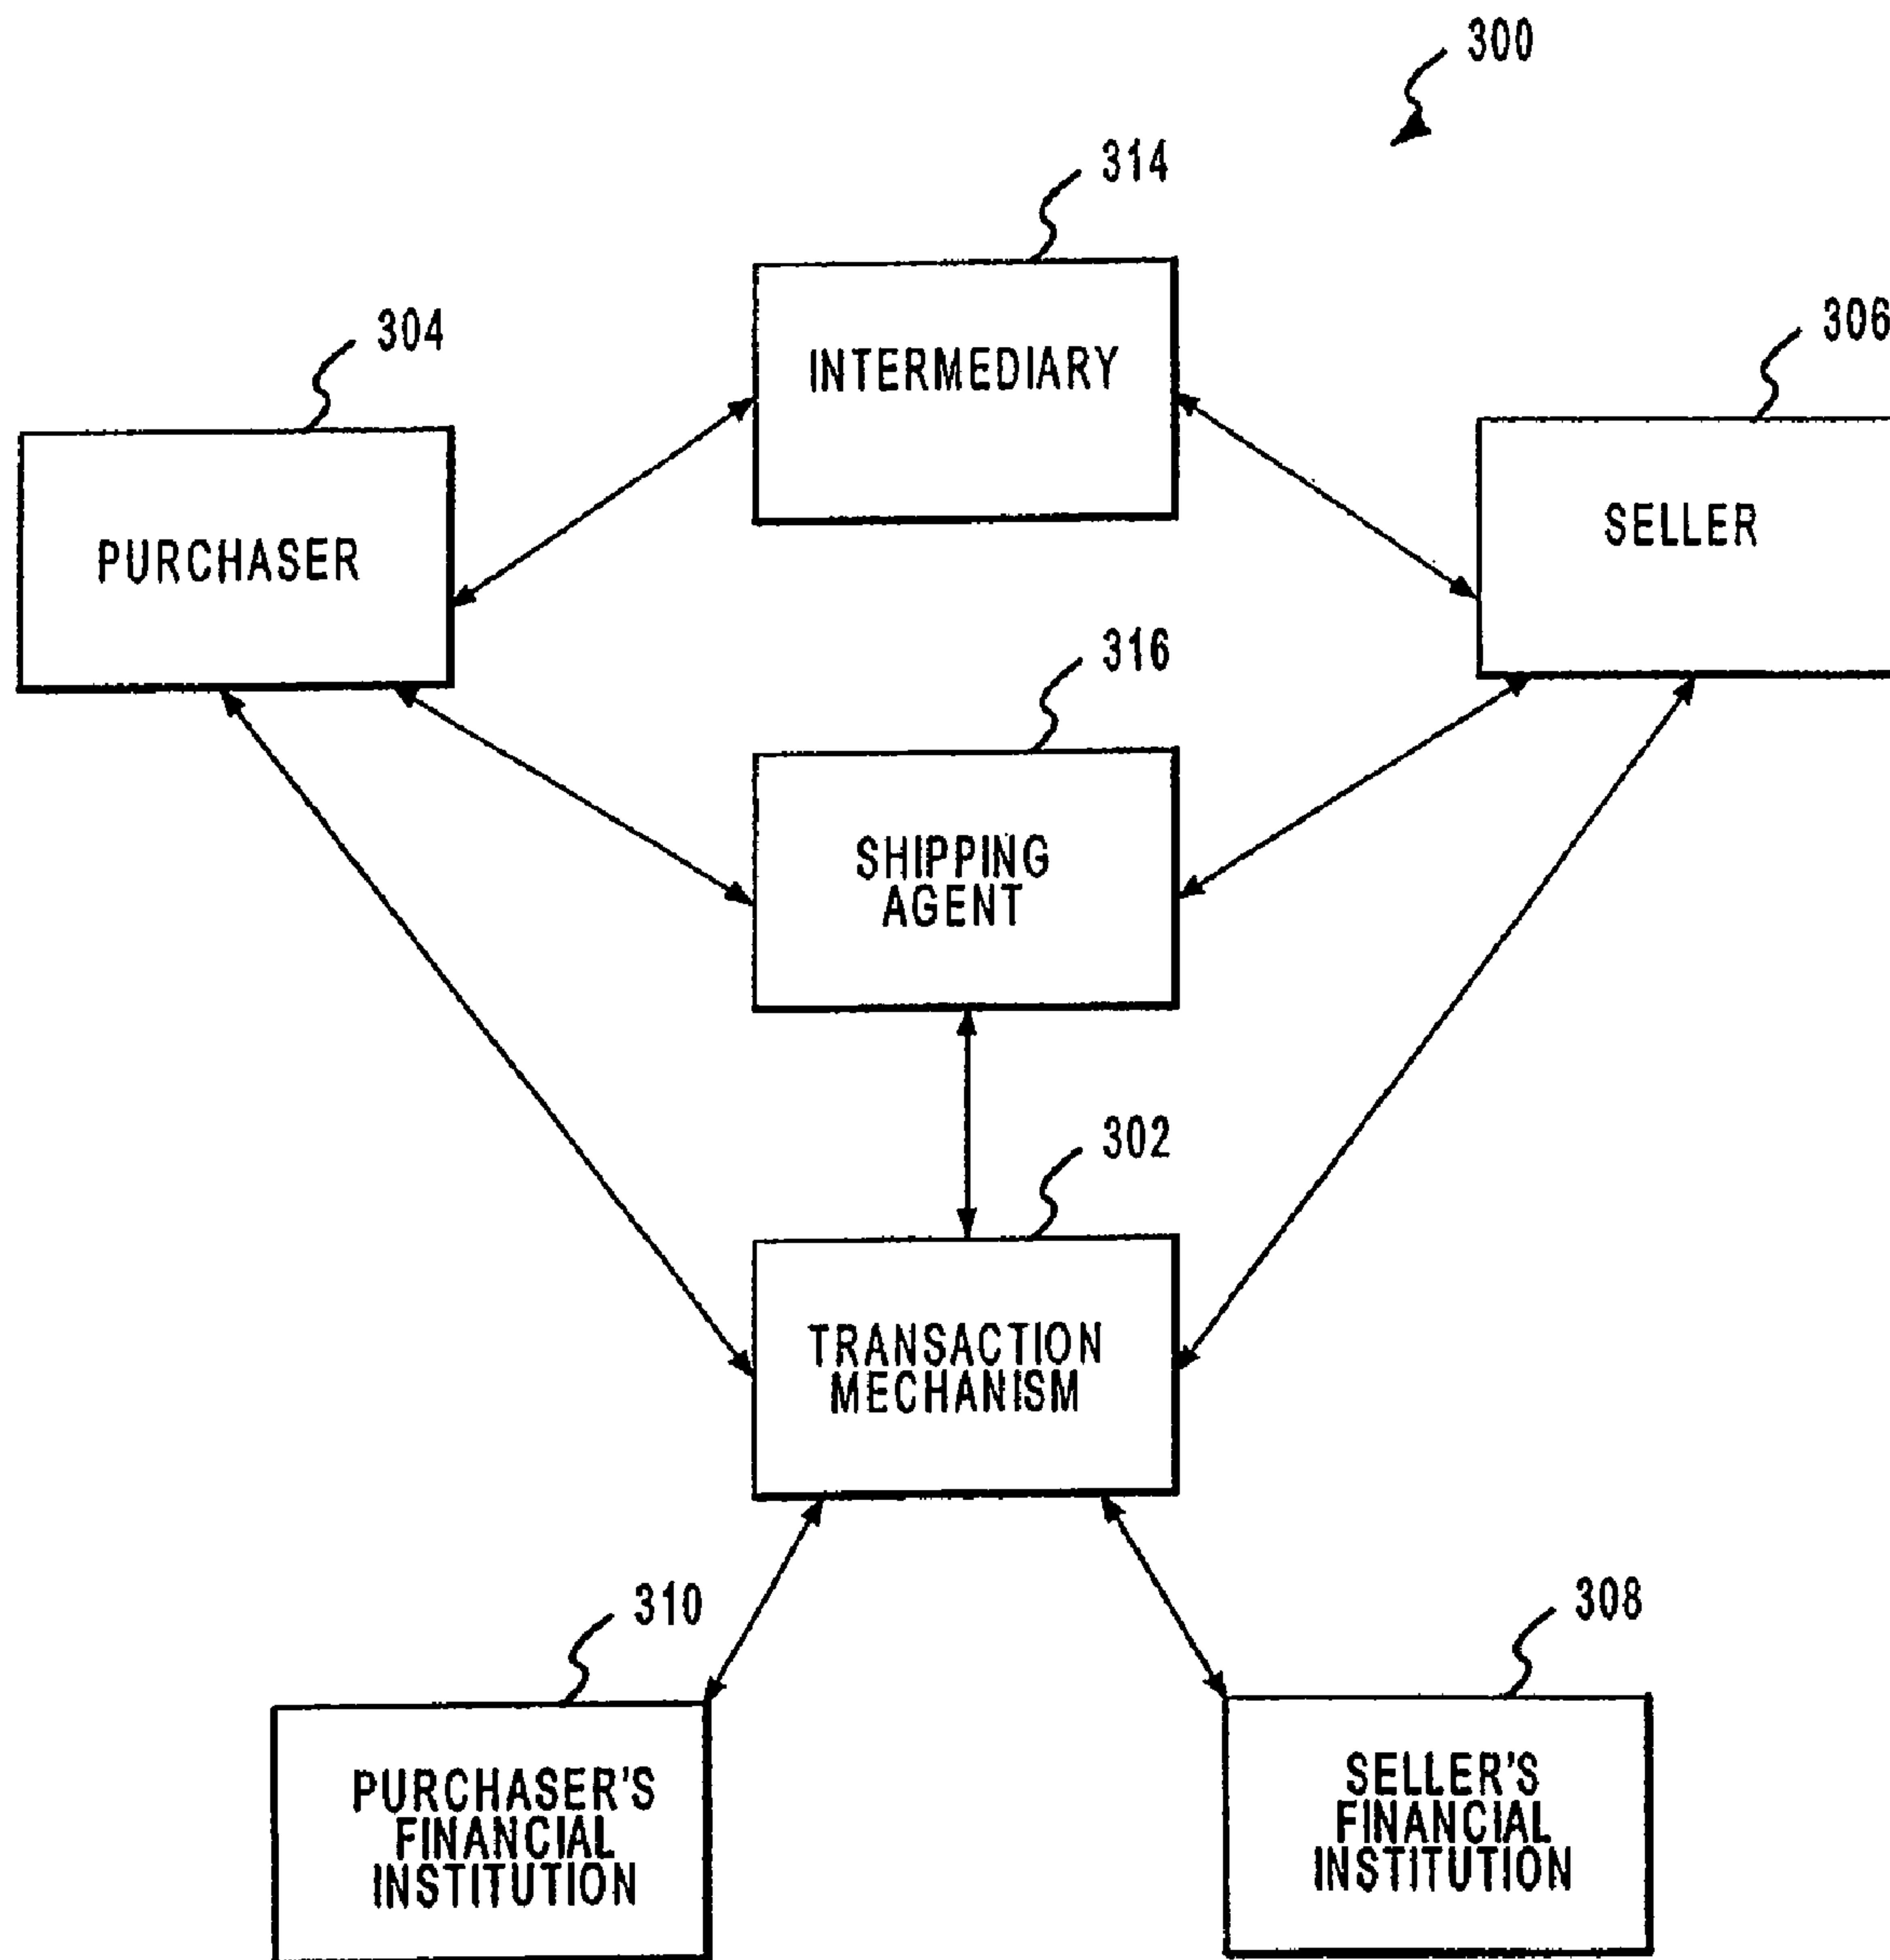 300
314
304
306
INTERMEDIARY
PURCHASER
SELLER
316
SHIPPING
AGENT
302
TRANSACTION
MECHANISM
310
308
PURCHASER'S
FINANCIAL
INSTITUTION
SELLER'S
FINANCIAL
INSTITUTION